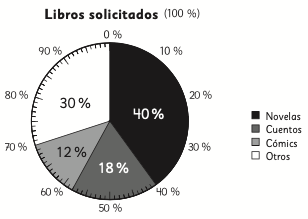 Libros solicitados (100 %)
0 %
90 %
10 %
80 %
20 %
70 %
30 %
60 %
40 %
50 %
30 %
40 %
12 %
18 %
Novelas
Cuentos
Cómics
Otros